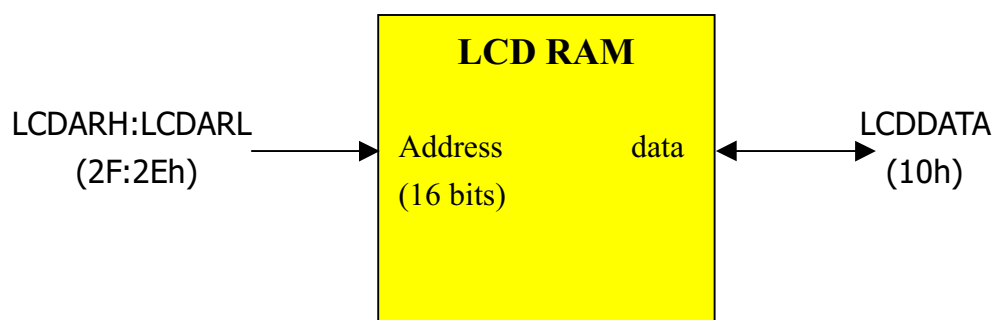 LCD RAM
LCDARH:LCDARL
(2F:2Eh)
Address data
(16 bits)
LCDDATA
(10h)